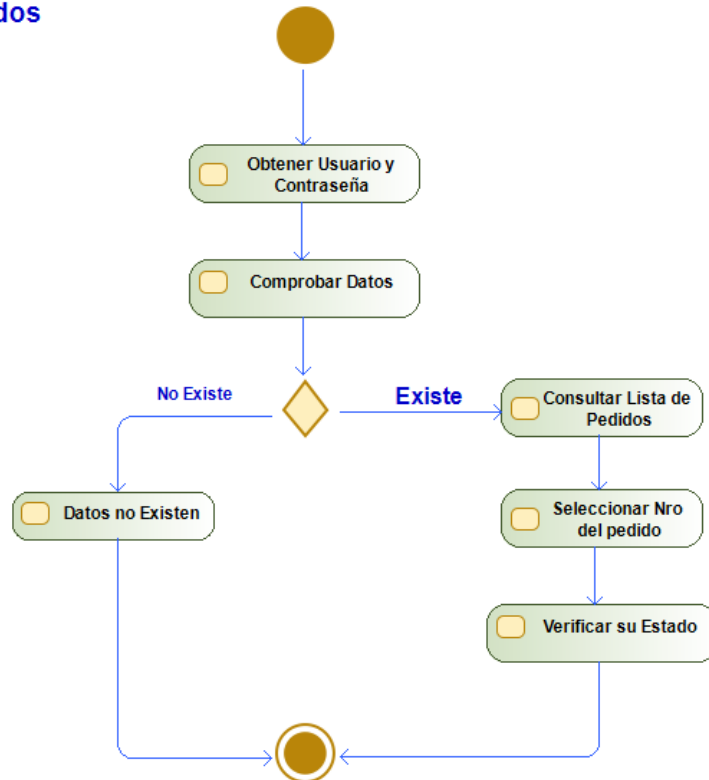 dos
Obtener Usuario y
Contraseña
Comprobar Datos
No Existe
Existe
Consultar Lista de
Pedidos
Datos no Existen
Seleccionar Nro
del pedido
Verificar su Estado